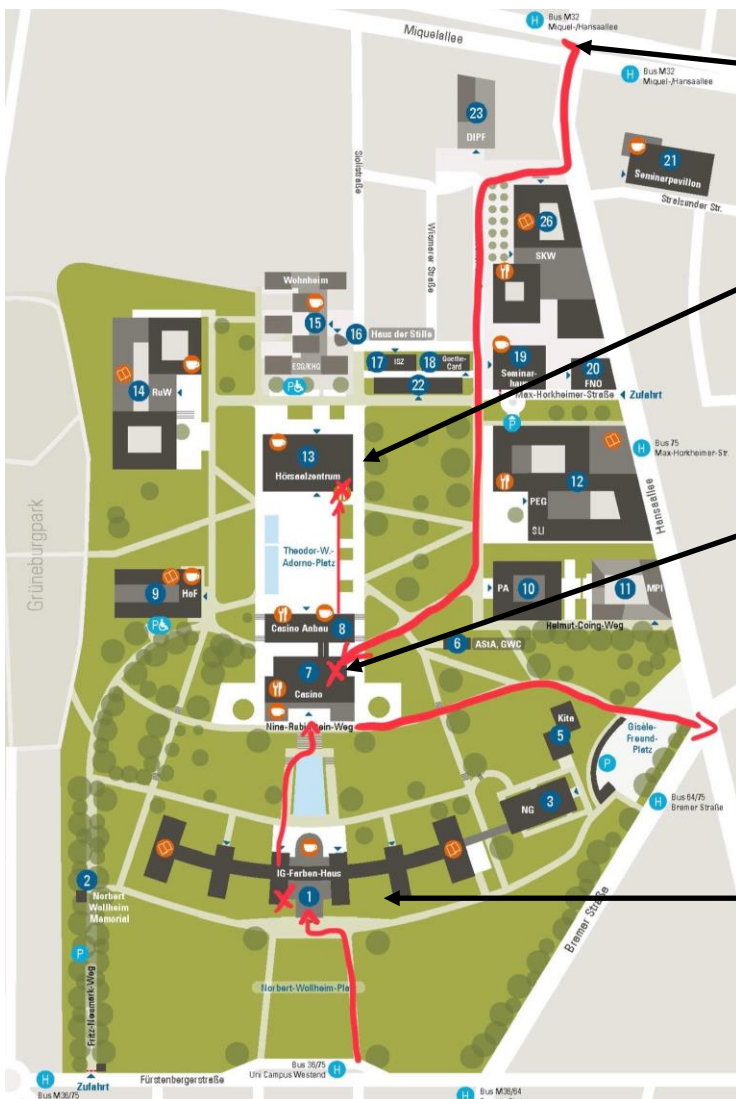 Bus M32
Miquel-/Hansaallee
Miquelallee
H
Bus M32
Miquel-/Hansaallee
H
23
DIPF
21
Seminarpavillon
Stralsunder Str.
Siolistraße
Wismarer Straße
26
SKW
Wohnheim
15
16
Haus der Stille
ESG/KHG
P
17
ISZ
18
Goethe-
Card
22
19
Seminar-
haus
20
FNO
Max-Horkheimer-Straße
Zufahrt
P
14
RuW
13
Hörsaalzentrum
H
Bus 75
Max-Horkheimer-Str.
12
PEG
SLI
Hansaallee
Grüneburgpark
Theodor-W.-
Adorno-Platz
9
HoF
P
PA
10
11
MPI
Helmut-Coing-Weg
Casino Anbau
8
6
AStA, GWC
7
Casino
Nina-Rubinstein-Weg
Kita
5
Gisèle-
Freund-
Platz
P
3
NG
H
Bus 64/75
Bremer Straße
IG-Farben-Haus
1
2
Norbert
Wollheim
Memorial
P
Bremer Straße
Fritz-Neumark-Weg
Norbert-Wollheim-Platz
Bus 36/75
Uni Campus Westend
H
Zufahrt
Fürstenbergerstraße
H
Bus M36/75
H
Bus M36/64